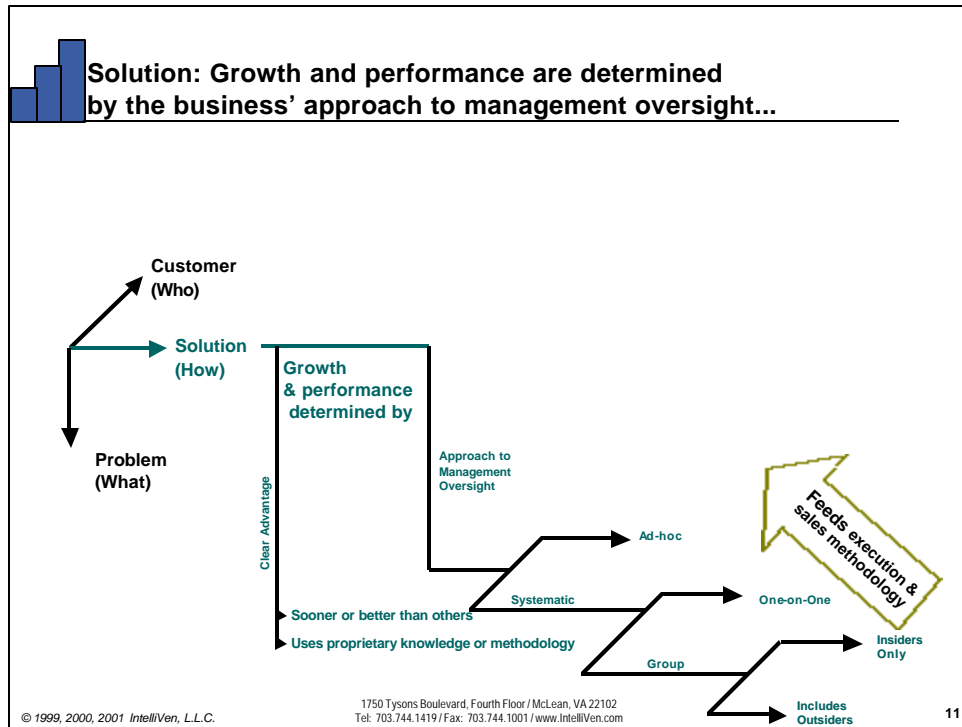 Solution: Growth and performance are determined
by the business’ approach to management oversight...
Customer
(Who)
Solution
(How)
Problem
(What)
Growth
& performance
determined by
Clear Advantage
Sooner or better than others
Uses proprietary knowledge or methodology
Approach to
Management
Oversight
Ad-hoc
Systematic
One-on-One
Group
Insiders
Only
Includes
Outsiders
Feeds execution &
sales methodology
© 1999, 2000, 2001 IntelliVen, L.L.C.
1750 Tysons Boulevard, Fourth Floor / McLean, VA 22102
Tel: 703.744.1419 / Fax: 703.744.1001 / www.IntelliVen.com
11